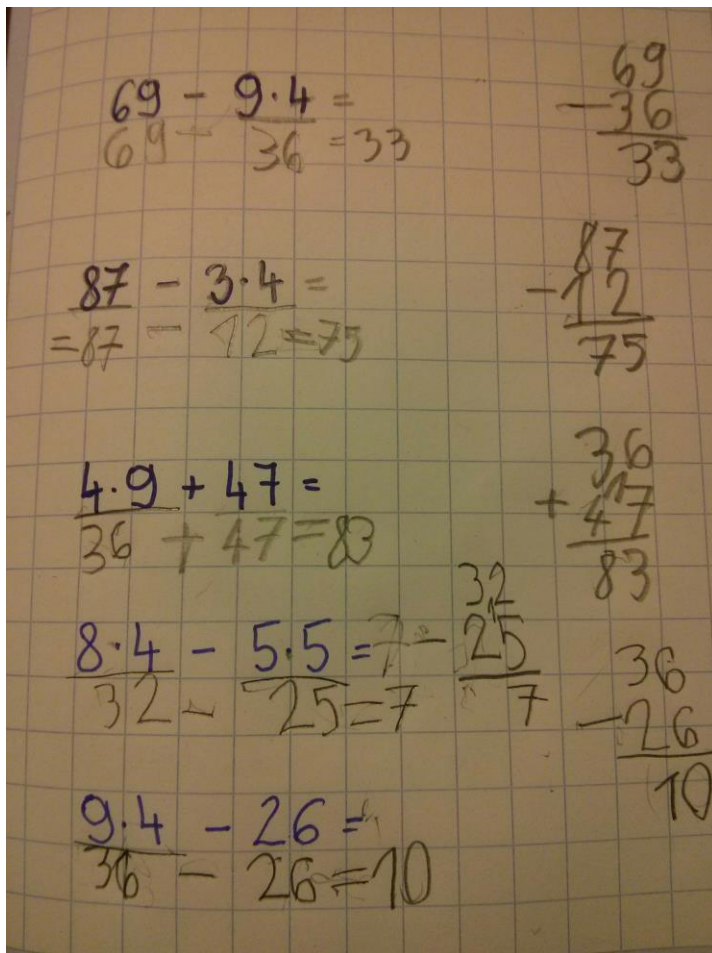 69 - 9·4 =
69 - 36 = 33
69
- 36
33
87 - 3·4 =
= 87 - 12 = 75
87
- 12
75
4·9 + 47 =
36 + 47 = 83
36
+ 47
1
83
8·4 - 5·5 = 7
32 - 25 = 7
32
- 25
1
7
9·4 - 26 =
36 - 26 = 10
36
- 26
10